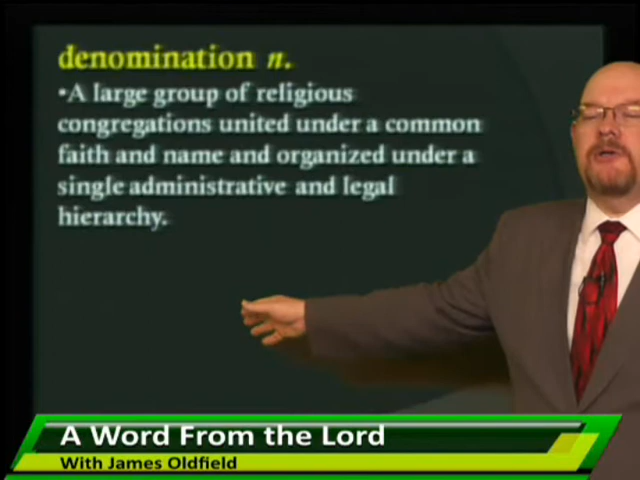 denomination n.
•A large group of religious
congregations united under a common
faith and name and organized under a
single administrative and legal
hierarchy.
A Word From the Lord
With James Oldfield